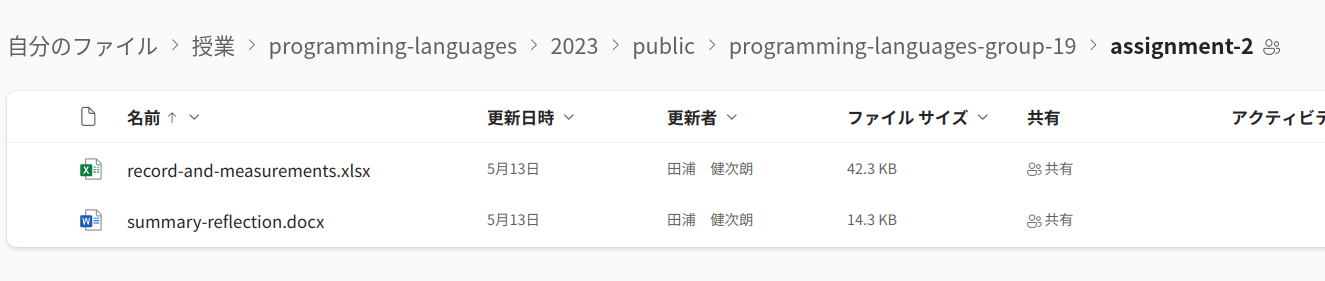 自分のファイル > 授業 > programming-languages > 2023 > public > programming-languages-group-19 > assignment-2
名前 ↑ 更新日時 更新者 ファイル サイズ 共有 アクティビテ
record-and-measurements.xlsx 5月13日 田浦　健次朗 42.3 KB 共有
summary-reflection.docx 5月13日 田浦　健次朗 14.3 KB 共有